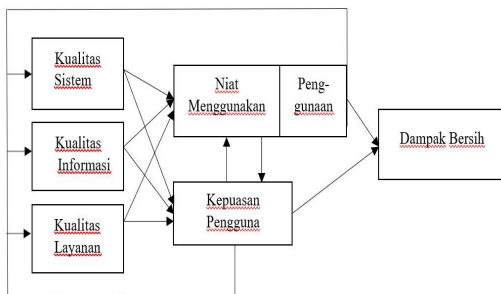 Kualitas
Sistem
Kualitas
Informasi
Kualitas
Layanan
Niat
Menggunakan
Peng-
gunaan
Kepuasan
Pengguna
Dampak Bersih